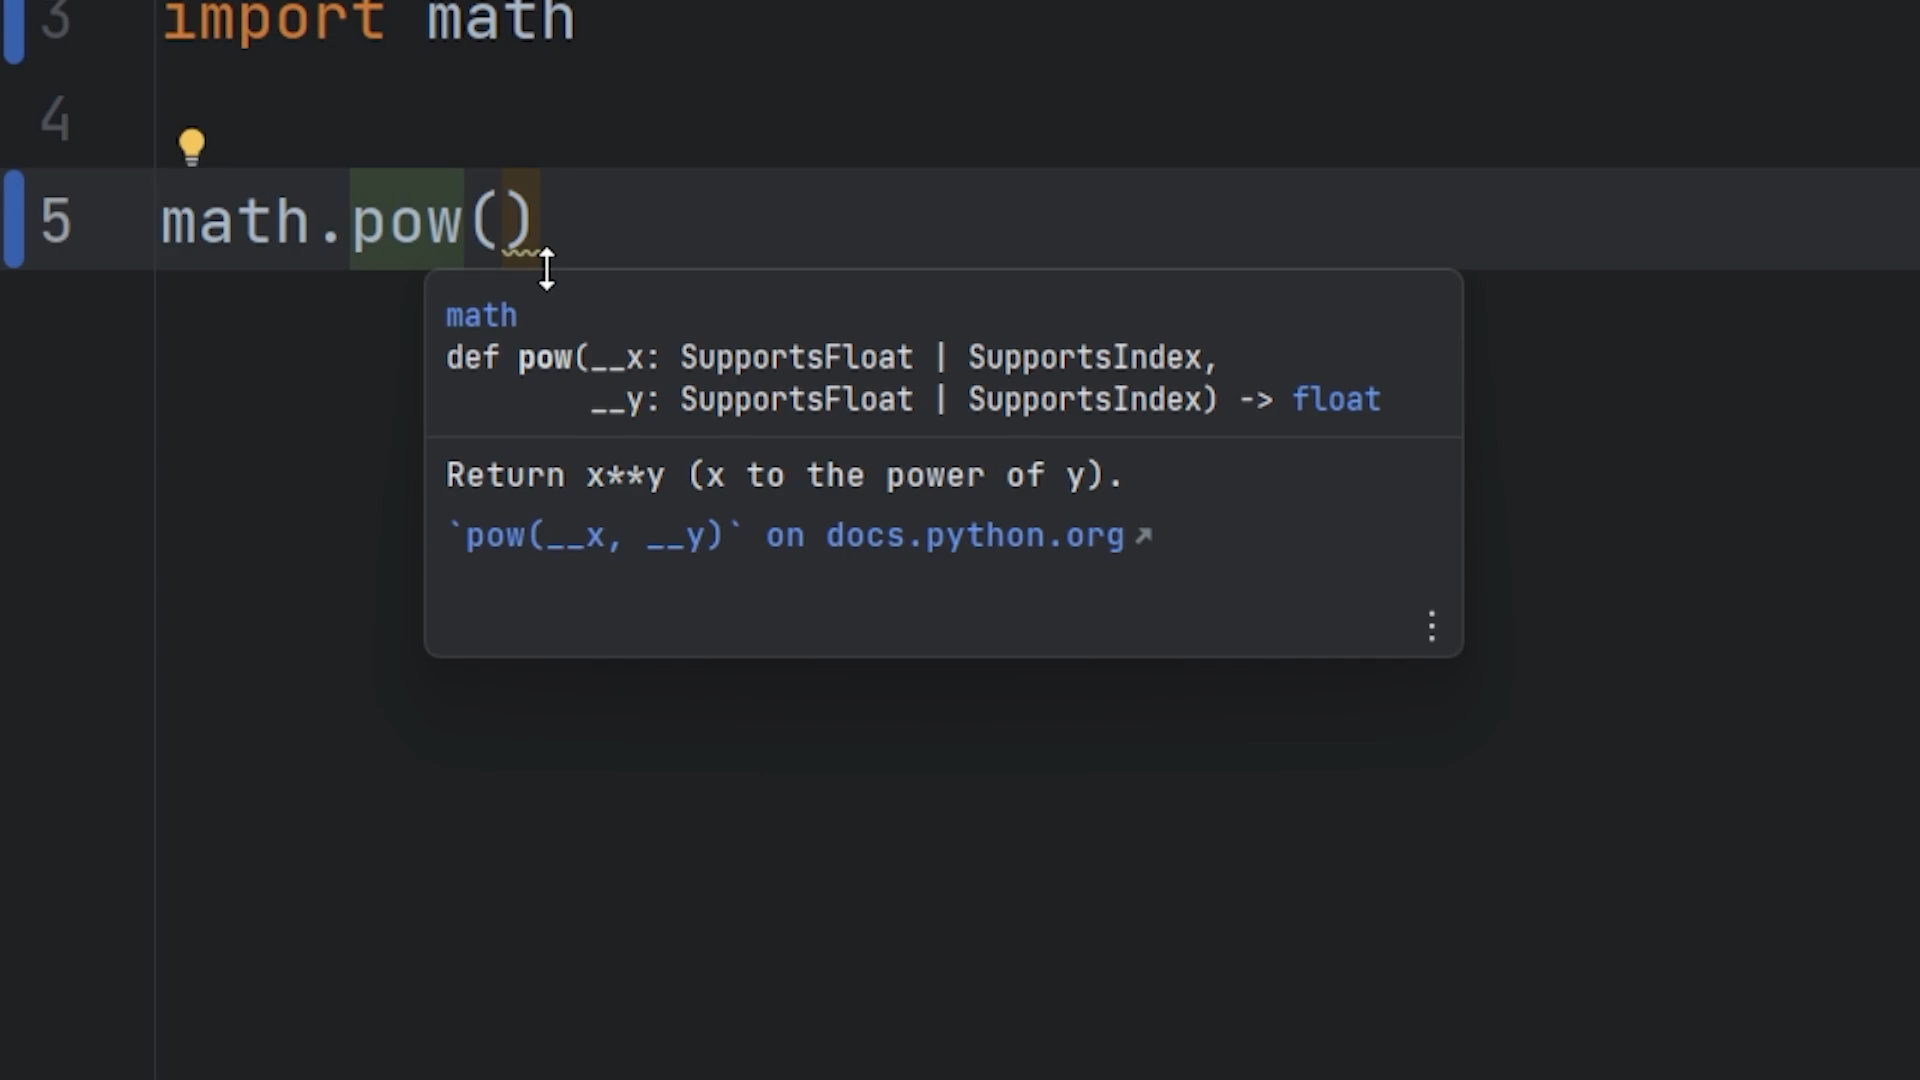 3 import math
4
5 math.pow()
math
def pow(__x: SupportsFloat | SupportsIndex,
__y: SupportsFloat | SupportsIndex) -> float
Return x**y (x to the power of y).
`pow(__x, __y)` on docs.python.org